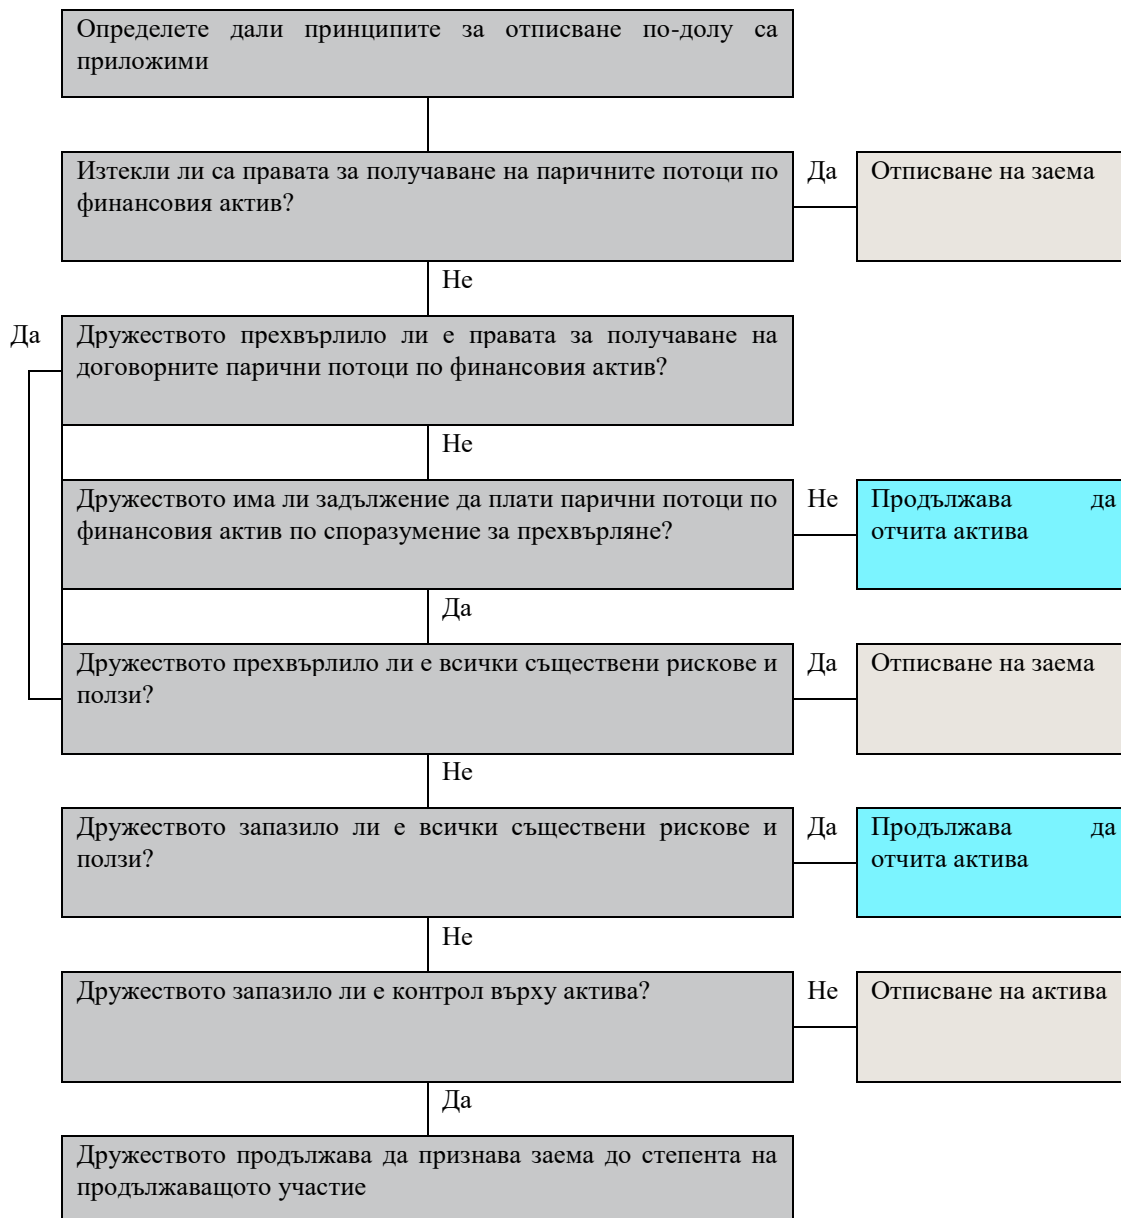 Определете дали принципите за отписване по-долу са
приложими
Изтекли ли са правата за получаване на паричните потоци по
финансовия актив?
Да
Отписване на заема
Не
Да
Дружеството прехвърлило ли е правата за получаване на
договорните парични потоци по финансовия актив?
Не
Дружеството има ли задължение да плати парични потоци по
финансовия актив по споразумение за прехвърляне?
Не
Продължава да
отчита актива
Да
Дружеството прехвърлило ли е всички съществени рискове и
ползи?
Да
Отписване на заема
Не
Дружеството запазило ли е всички съществени рискове и
ползи?
Да
Продължава да
отчита актива
Не
Дружеството запазило ли е контрол върху актива?
Не
Отписване на актива
Да
Дружеството продължава да признава заема до степента на
продължаващото участие